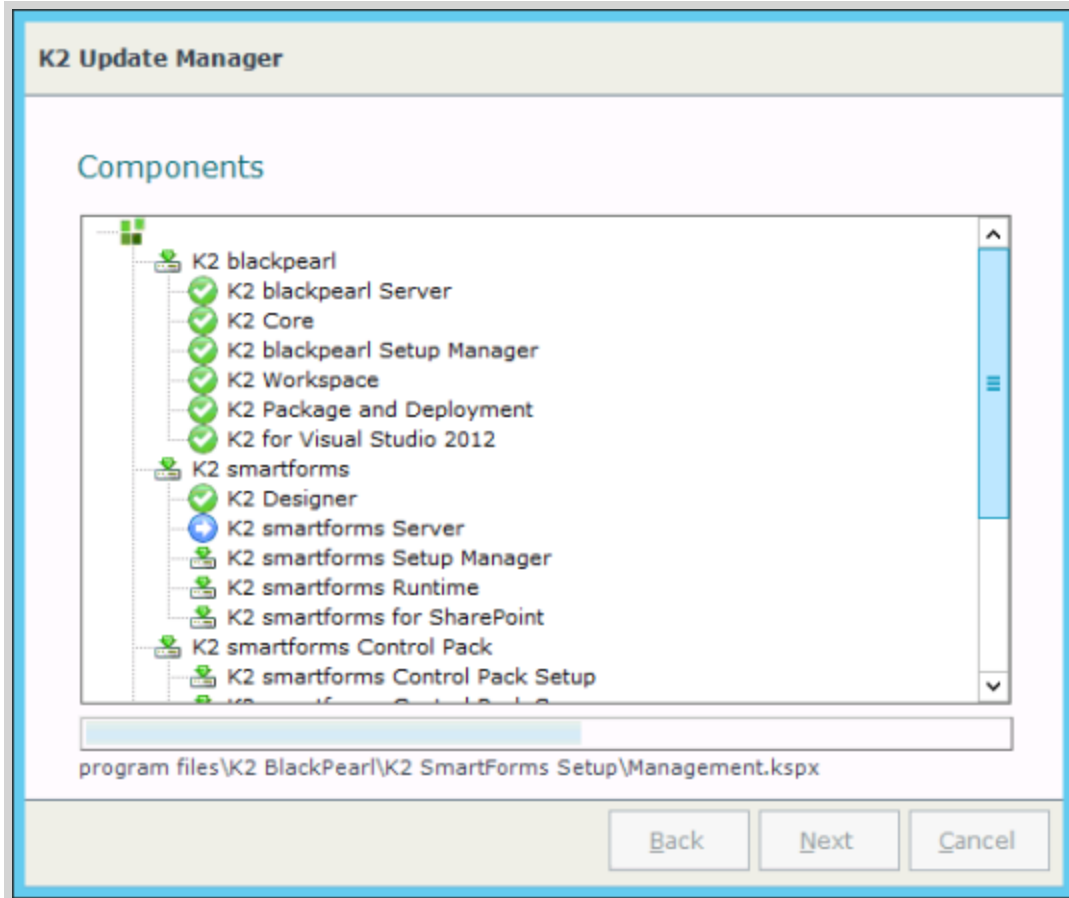 K2 Update Manager
Components
K2 blackpearl
K2 blackpearl Server
K2 Core
K2 blackpearl Setup Manager
K2 Workspace
K2 Package and Deployment
K2 for Visual Studio 2012
K2 smartforms
K2 Designer
K2 smartforms Server
K2 smartforms Setup Manager
K2 smartforms Runtime
K2 smartforms for SharePoint
K2 smartforms Control Pack
K2 smartforms Control Pack Setup
program files\K2 BlackPearl\K2 SmartForms Setup\Management.kspx
Back Next Cancel